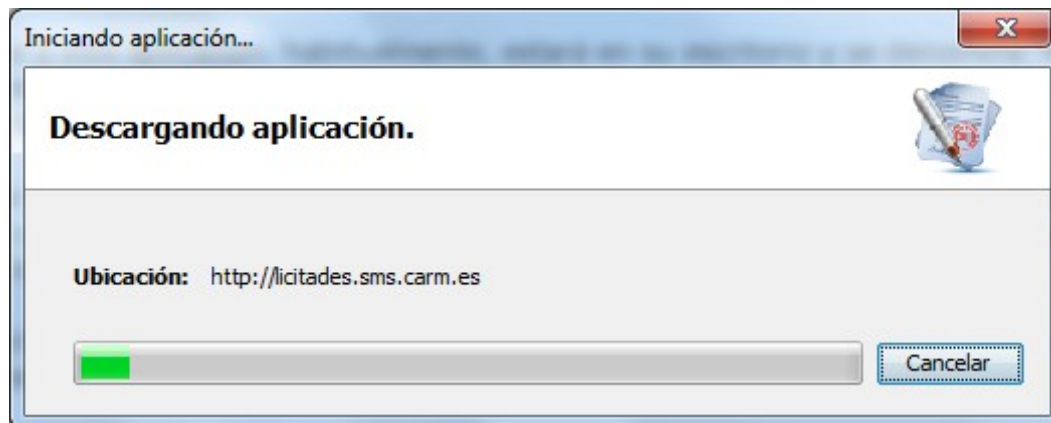 Iniciando aplicación...
Descargando aplicación.
Ubicación: http://licitades.sms.carm.es
Cancelar